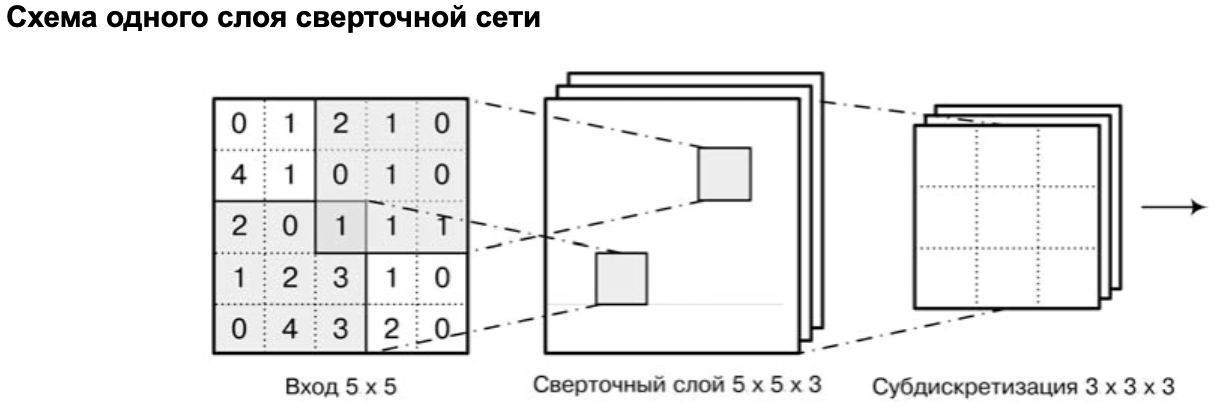 Схема одного слоя сверточной сети
0 1 2 1 0
4 1 0 1 0
2 0 1 1 1
1 2 3 1 0
0 4 3 2 0
Вход 5 x 5
Сверточный слой 5 x 5 x 3
Субдискретизация 3 x 3 x 3